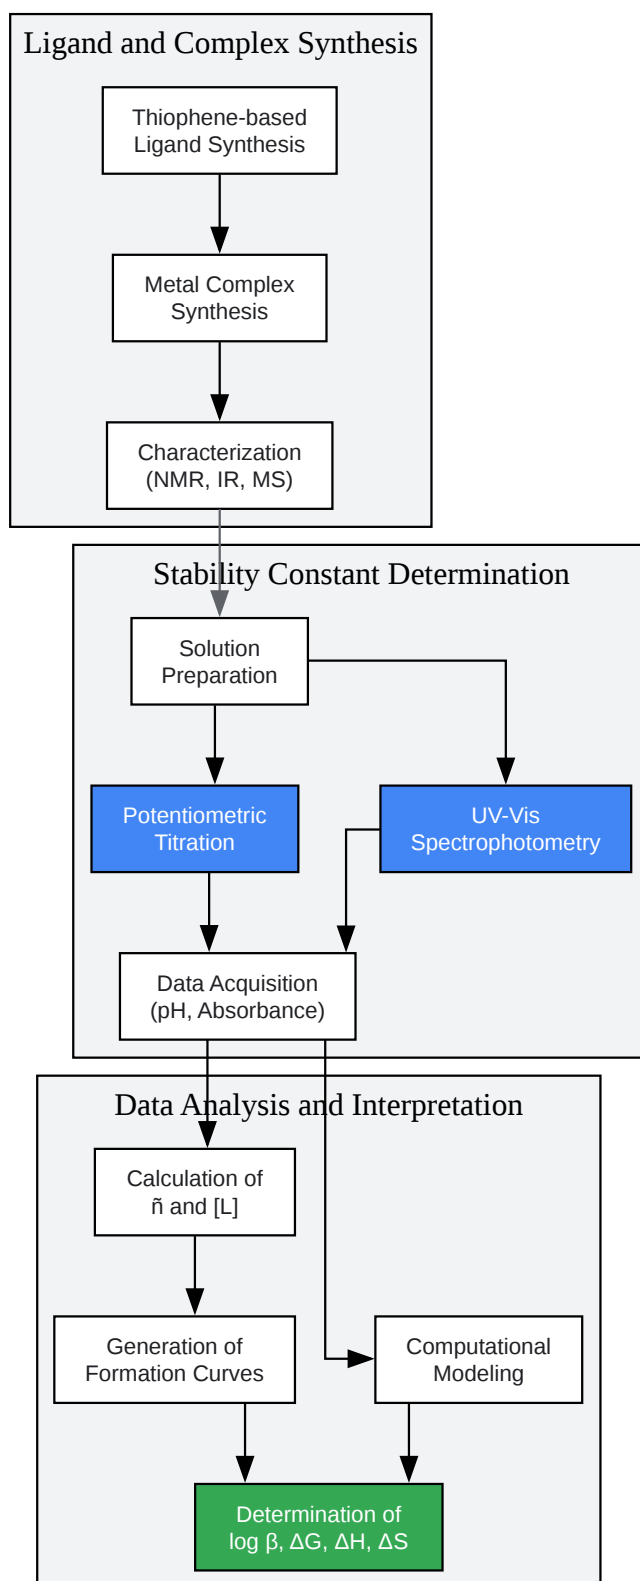 Ligand and Complex Synthesis
Thiophene-based
Ligand Synthesis
Metal Complex
Synthesis
Characterization
(NMR, IR, MS)
Stability Constant Determination
Solution
Preparation
Potentiometric
Titration
UV-Vis
Spectrophotometry
Data Acquisition
(pH, Absorbance)
Data Analysis and Interpretation
Calculation of
ñ and [L]
Generation of
Formation Curves
Computational
Modeling
Determination of
log β, ΔG, ΔH, ΔS